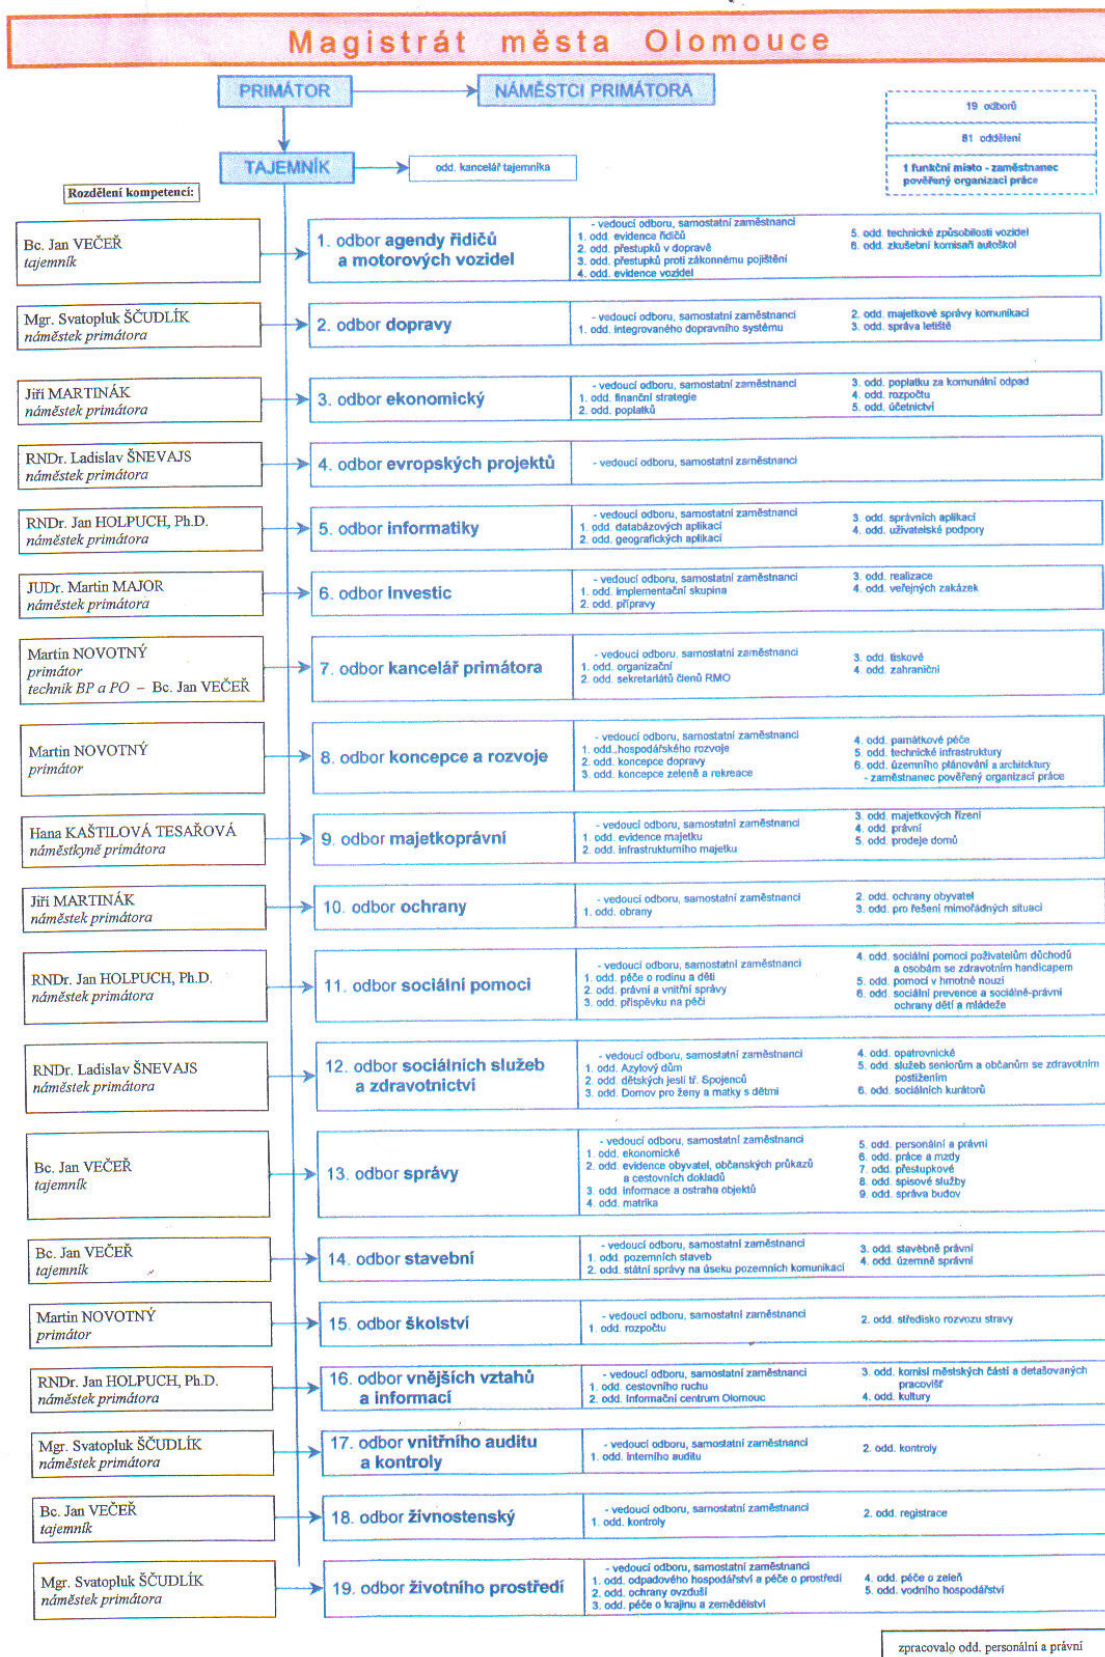 Magistrát města Olomouce
PRIMÁTOR
NÁMĚSTCI PRIMÁTORA
19 odborů
81 oddělení
1 funkční místo - zaměstnanec
pověřený organizací práce
TAJEMNÍK
odd. kancelář tajemníka
Rozdělení kompetencí:
Bc. Jan VEČEŘ
tajemník
1. odbor agendy řidičů
a motorových vozidel
- vedoucí odboru, samostatní zaměstnanci
1. odd. evidence řidičů
2. odd. přestupků v dopravě
3. odd. přestupků proti zákonnému pojištění
4. odd. evidence vozidel
5. odd. technické způsobilosti vozidel
6. odd. zkušební komisaři autoškol
Mgr. Svatopluk ŠČUDLÍK
náměstek primátora
2. odbor dopravy
- vedoucí odboru, samostatní zaměstnanci
1. odd. integrovaného dopravního systému
2. odd. majetkové správy komunikací
3. odd. správa letiště
Jiří MARTINÁK
náměstek primátora
3. odbor ekonomický
- vedoucí odboru, samostatní zaměstnanci
1. odd. finanční strategie
2. odd. poplatků
3. odd. poplatku za komunální odpad
4. odd. rozpočtu
5. odd. účetnictví
RNDr. Ladislav ŠNEVAJS
náměstek primátora
4. odbor evropských projektů
- vedoucí odboru, samostatní zaměstnanci
RNDr. Jan HOLPUCH, Ph.D.
náměstek primátora
5. odbor informatiky
- vedoucí odboru, samostatní zaměstnanci
1. odd. databázových aplikací
2. odd. geografických aplikací
3. odd. správních aplikací
4. odd. uživatelské podpory
JUDr. Martin MAJOR
náměstek primátora
6. odbor investic
- vedoucí odboru, samostatní zaměstnanci
1. odd. implementační skupina
2. odd. přípravy
3. odd. realizace
4. odd. veřejných zakázek
Martin NOVOTNÝ
primátor
technik BP a PO – Bc. Jan VEČEŘ
7. odbor kancelář primátora
- vedoucí odboru, samostatní zaměstnanci
1. odd. organizační
2. odd. sekretariátů členů RMO
3. odd. tiskové
4. odd. zahraniční
Martin NOVOTNÝ
primátor
8. odbor koncepce a rozvoje
- vedoucí odboru, samostatní zaměstnanci
1. odd..hospodářského rozvoje
2. odd. koncepce dopravy
3. odd. koncepce zeleně a rekreace
4. odd. památkové péče
5. odd. technické infrastruktury
6. odd. územního plánování a architektury
- zaměstnanec pověřený organizací práce
Hana KAŠTILOVÁ TESAŘOVÁ
náměstkyně primátora
9. odbor majetkoprávní
- vedoucí odboru, samostatní zaměstnanci
1. odd. evidence majetku
2. odd. infrastrukturního majetku
3. odd. majetkových řízení
4. odd. právní
5. odd. prodeje domů
Jiří MARTINÁK
náměstek primátora
10. odbor ochrany
- vedoucí odboru, samostatní zaměstnanci
1. odd. obrany
2. odd. ochrany obyvatel
3. odd. pro řešení mimořádných situací
RNDr. Jan HOLPUCH, Ph.D.
náměstek primátora
11. odbor sociální pomoci
- vedoucí odboru, samostatní zaměstnanci
1. odd. péče o rodinu a děti
2. odd. právní a vnitřní správy
3. odd. příspěvku na péči
4. odd. sociální pomoci poživatelům důchodů
a osobám se zdravotním handicapem
5. odd. pomoci v hmotné nouzi
6. odd. sociální prevence a sociálně-právní
ochrany dětí a mládeže
RNDr. Ladislav ŠNEVAJS
náměstek primátora
12. odbor sociálních služeb
a zdravotnictví
- vedoucí odboru, samostatní zaměstnanci
1. odd. Azylový dům
2. odd. dětských jeslí tř. Spojenců
3. odd. Domov pro ženy a matky s dětmi
4. odd. opatrovnické
5. odd. služeb seniorům a občanům se zdravotním
postižením
6. odd. sociálních kurátorů
Bc. Jan VEČEŘ
tajemník
13. odbor správy
- vedoucí odboru, samostatní zaměstnanci
1. odd. ekonomické
2. odd. evidence obyvatel, občanských průkazů
a cestovních dokladů
3. odd. informace a ostraha objektů
4. odd. matrika
5. odd. personální a právní
6. odd. práce a mzdy
7. odd. přestupkové
8. odd. spisové služby
9. odd. správa budov
Bc. Jan VEČEŘ
tajemník
14. odbor stavební
- vedoucí odboru, samostatní zaměstnanci
1. odd. pozemních staveb
2. odd. státní správy na úseku pozemních komunikací
3. odd. stavebně právní
4. odd. územně správní
Martin NOVOTNÝ
primátor
15. odbor školství
- vedoucí odboru, samostatní zaměstnanci
1. odd. rozpočtu
2. odd. středisko rozvozu stravy
RNDr. Jan HOLPUCH, Ph.D.
náměstek primátora
16. odbor vnějších vztahů
a informací
- vedoucí odboru, samostatní zaměstnanci
1. odd. cestovního ruchu
2. odd. Informační centrum Olomouc
3. odd. komisí městských částí a detašovaných
pracovišť
4. odd. kultury
Mgr. Svatopluk ŠČUDLÍK
náměstek primátora
17. odbor vnitřního auditu
a kontroly
- vedoucí odboru, samostatní zaměstnanci
1. odd. interního auditu
2. odd. kontroly
Bc. Jan VEČEŘ
tajemník
18. odbor živnostenský
- vedoucí odboru, samostatní zaměstnanci
1. odd. kontroly
2. odd. registrace
Mgr. Svatopluk ŠČUDLÍK
náměstek primátora
19. odbor životního prostředí
- vedoucí odboru, samostatní zaměstnanci
1. odd. odpadového hospodářství a péče o prostředí
2. odd. ochrany ovzduší
3. odd. péče o krajinu a zemědělství
4. odd. péče o zeleň
5. odd. vodního hospodářství
zpracovalo odd. personální a právní